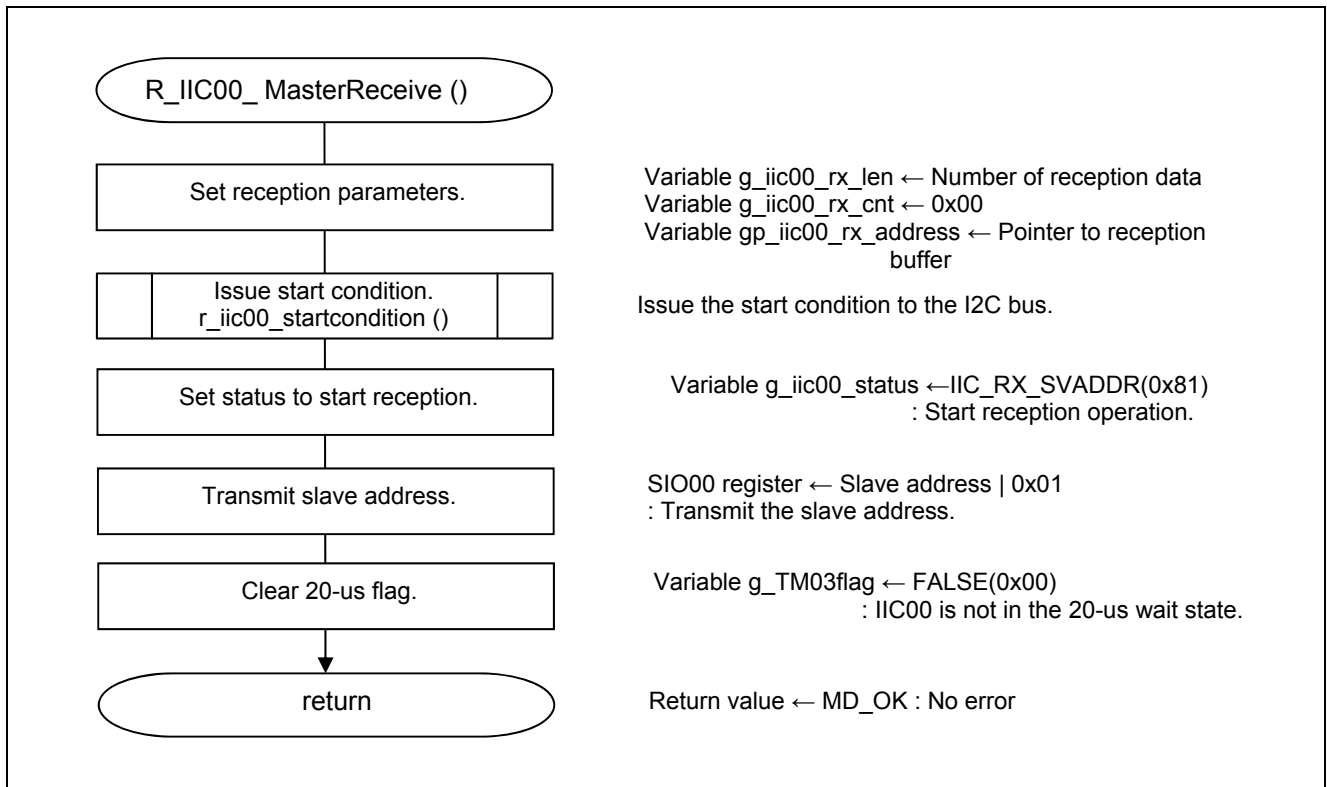 R_IIC00_ MasterReceive ()
Set reception parameters.
Variable g_iic00_rx_len ← Number of reception data
Variable g_iic00_rx_cnt ← 0x00
Variable gp_iic00_rx_address ← Pointer to reception
buffer
Issue start condition.
r_iic00_startcondition ()
Issue the start condition to the I2C bus.
Set status to start reception.
Variable g_iic00_status ←IIC_RX_SVADDR(0x81)
: Start reception operation.
Transmit slave address.
SIO00 register ← Slave address | 0x01
: Transmit the slave address.
Clear 20-us flag.
Variable g_TM03flag ← FALSE(0x00)
: IIC00 is not in the 20-us wait state.
return
Return value ← MD_OK : No error